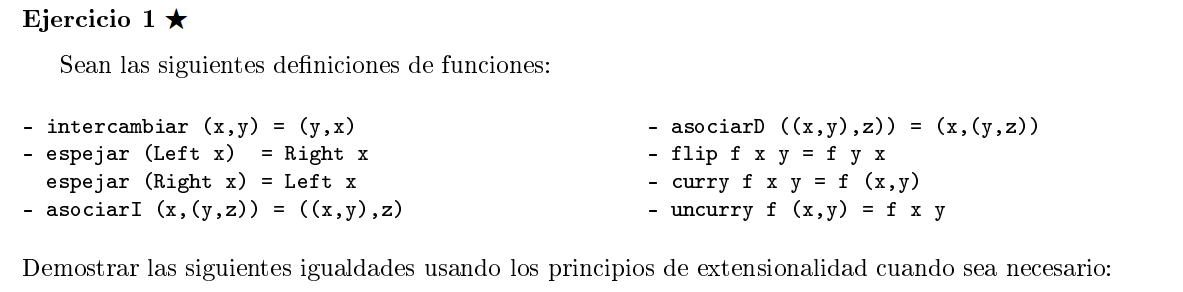 Ejercicio 1 ★
Sean las siguientes definiciones de funciones:
- intercambiar (x,y) = (y,x)
- espejar (Left x)  = Right x
  espejar (Right x) = Left x
- asociarI (x,(y,z)) = ((x,y),z)
- asociarD ((x,y),z)) = (x,(y,z))
- flip f x y = f y x
- curry f x y = f (x,y)
- uncurry f (x,y) = f x y
Demostrar las siguientes igualdades usando los principios de extensionalidad cuando sea necesario: